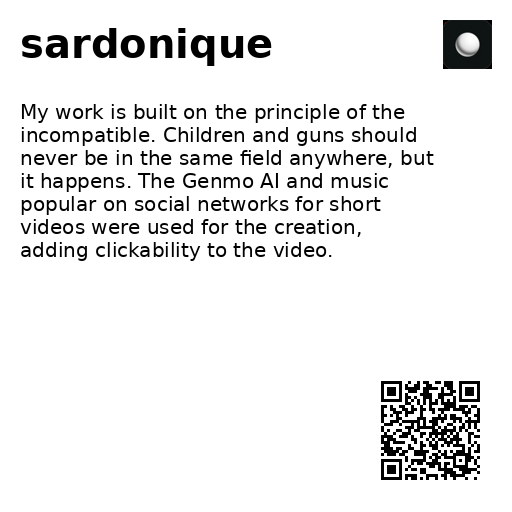 sardonique
My work is built on the principle of the
incompatible. Children and guns should
never be in the same field anywhere, but
it happens. The Genmo AI and music
popular on social networks for short
videos were used for the creation,
adding clickability to the video.